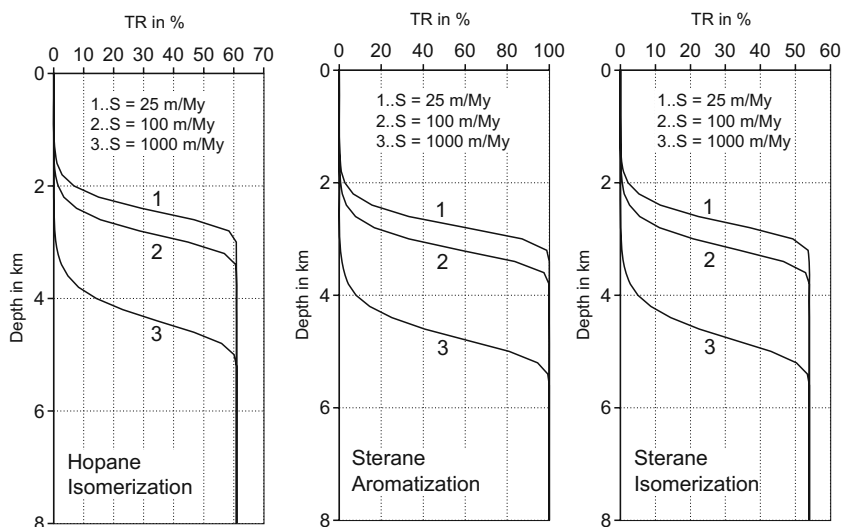 TR in %
0 10 20 30 40 50 60 70
0
2
4
6
8
Depth in km
1..S = 25 m/My
2..S = 100 m/My
3..S = 1000 m/My
1
2
3
Hopane
Isomerization
TR in %
0 20 40 60 80 100
0
2
4
6
8
Depth in km
1..S = 25 m/My
2..S = 100 m/My
3..S = 1000 m/My
1
2
3
Sterane
Aromatization
TR in %
0 10 20 30 40 50 60
0
2
4
6
8
Depth in km
1..S = 25 m/My
2..S = 100 m/My
3..S = 1000 m/My
1
2
3
Sterane
Isomerization